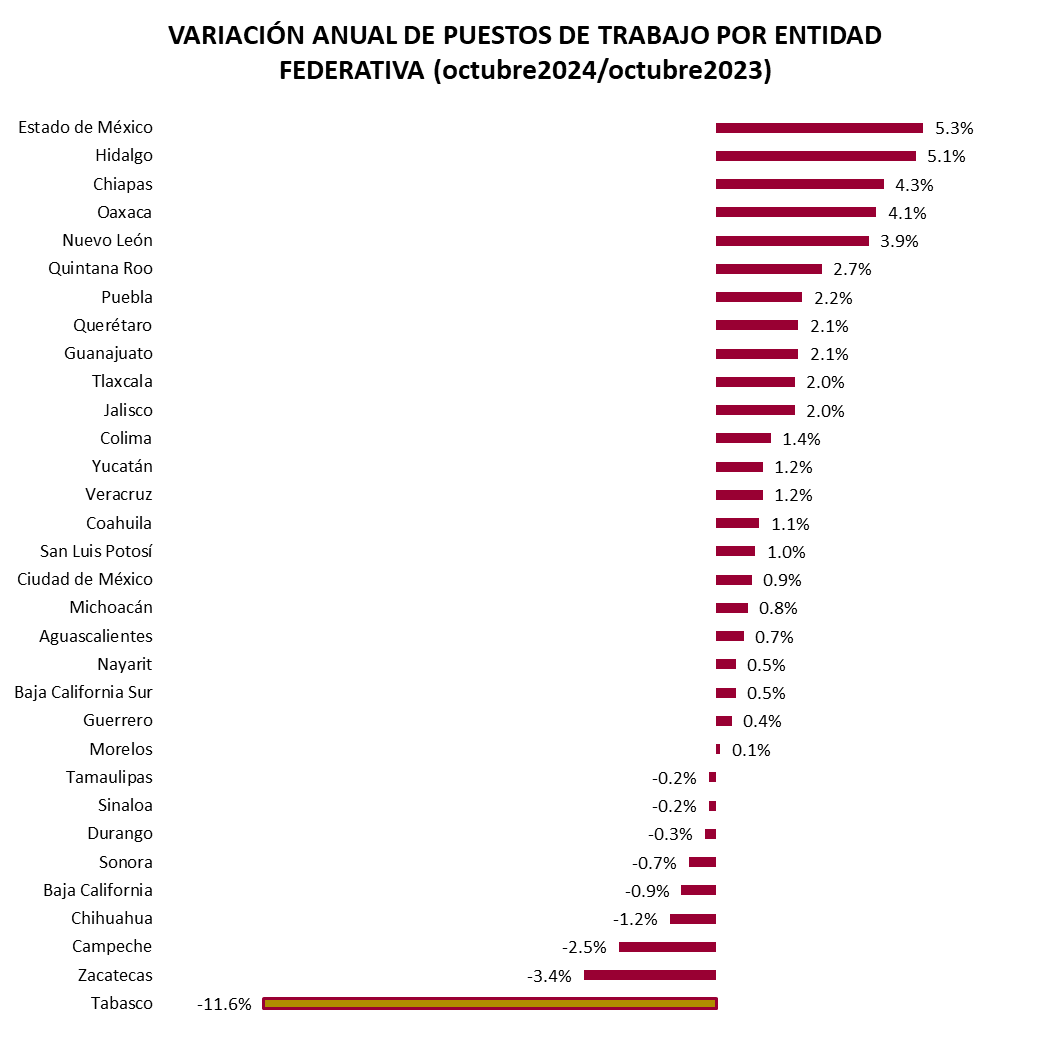 VARIACIÓN ANUAL DE PUESTOS DE TRABAJO POR ENTIDAD
FEDERATIVA (octubre2024/octubre2023)
Estado de México 5.3%
Hidalgo 5.1%
Chiapas 4.3%
Oaxaca 4.1%
Nuevo León 3.9%
Quintana Roo 2.7%
Puebla 2.2%
Querétaro 2.1%
Guanajuato 2.1%
Tlaxcala 2.0%
Jalisco 2.0%
Colima 1.4%
Yucatán 1.2%
Veracruz 1.2%
Coahuila 1.1%
San Luis Potosí 1.0%
Ciudad de México 0.9%
Michoacán 0.8%
Aguascalientes 0.7%
Nayarit 0.5%
Baja California Sur 0.5%
Guerrero 0.4%
Morelos 0.1%
Tamaulipas -0.2%
Sinaloa -0.2%
Durango -0.3%
Sonora -0.7%
Baja California -0.9%
Chihuahua -1.2%
Campeche -2.5%
Zacatecas -3.4%
Tabasco -11.6%